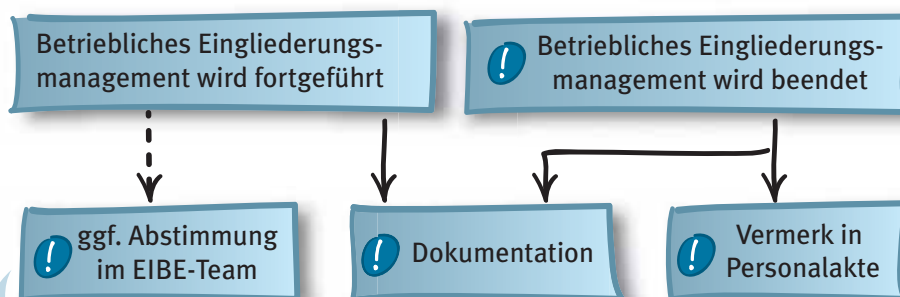 Betriebliches Eingliederungs-
management wird fortgeführt
! Betriebliches Eingliederungs-
management wird beendet
! ggf. Abstimmung
im EIBE-Team
! Dokumentation
! Vermerk in
Personalakte